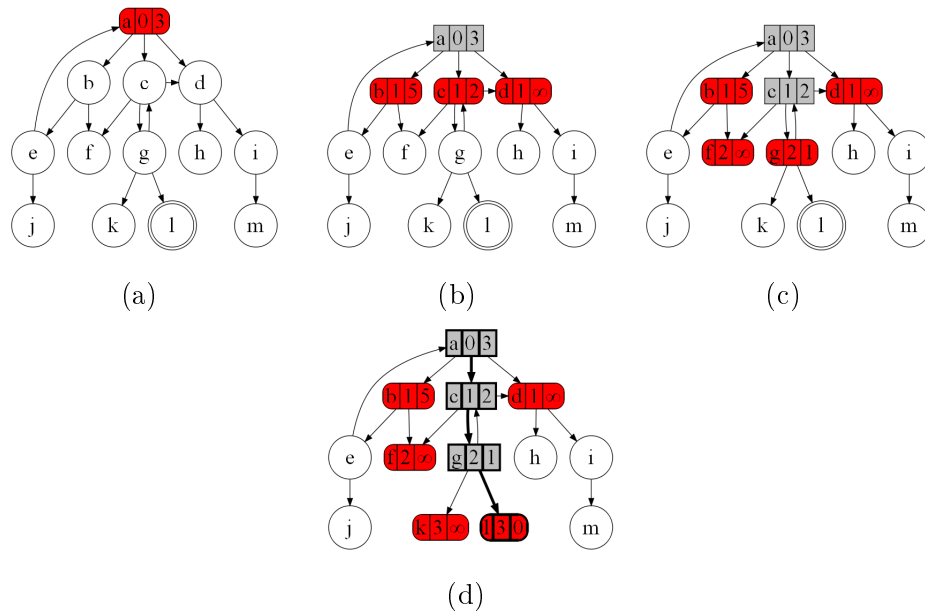 a 0 3
b c d
e f g h i
j k l m
(a)
a 0 3
b 1 5 c 1 2 d 1 ∞
e f g h i
j k l m
(b)
a 0 3
b 1 5 c 1 2 d 1 ∞
e f 2 ∞ g 2 1 h i
j k l m
(c)
a 0 3
b 1 5 c 1 2 d 1 ∞
e f 2 ∞ g 2 1 h i
j k 3 ∞ l 3 0 m
(d)